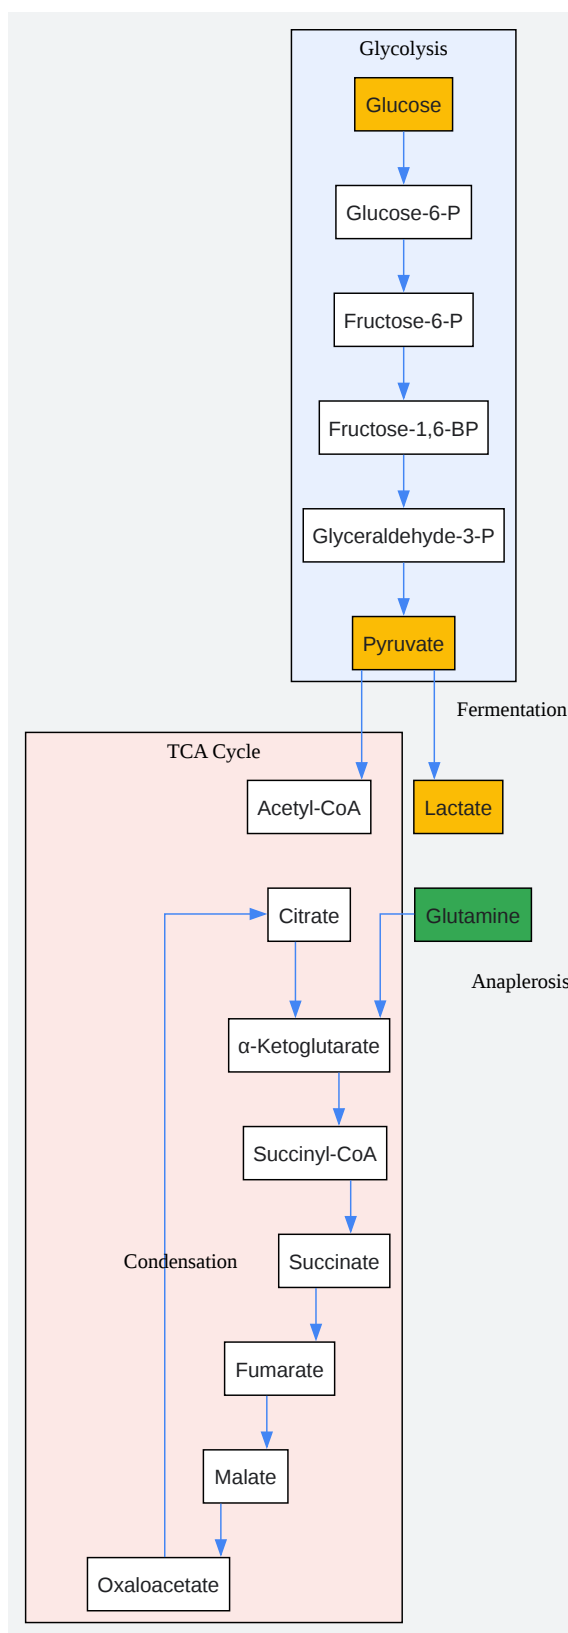 Glycolysis
Glucose
Glucose-6-P
Fructose-6-P
Fructose-1,6-BP
Glyceraldehyde-3-P
Pyruvate
Fermentation
TCA Cycle
Acetyl-CoA
Lactate
Citrate
Glutamine
Anaplerosis
α-Ketoglutarate
Succinyl-CoA
Condensation
Succinate
Fumarate
Malate
Oxaloacetate